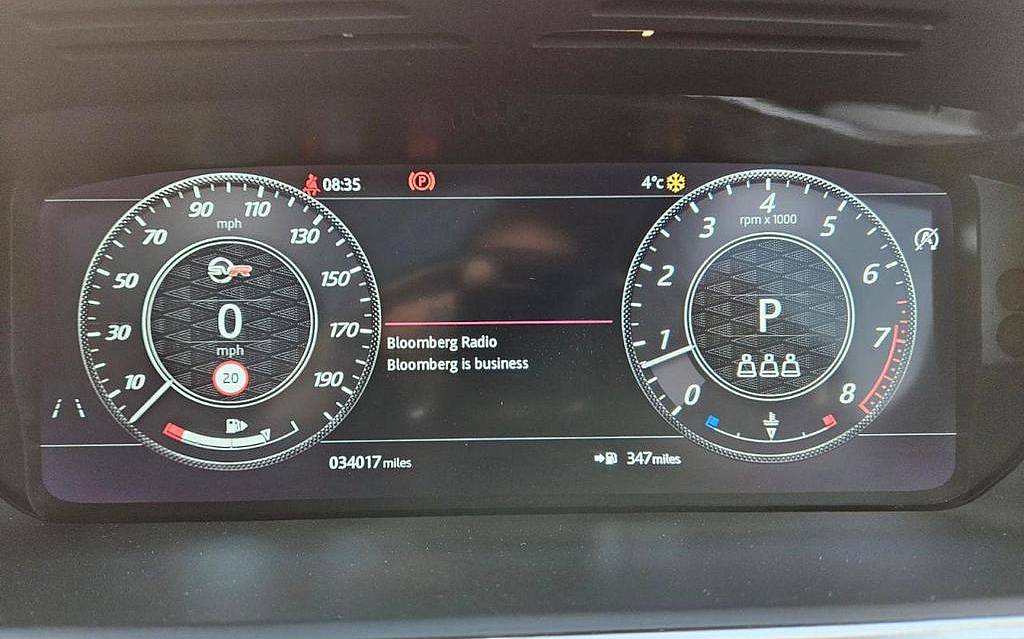 08:35
P
4°C
90
110
mph
70
130
50
150
SVR
0
30
170
mph
10
190
20
Bloomberg Radio
Bloomberg is business
4
rpm x 1000
3
5
2
6
A
1
7
P
0
8
034017 miles
347 miles